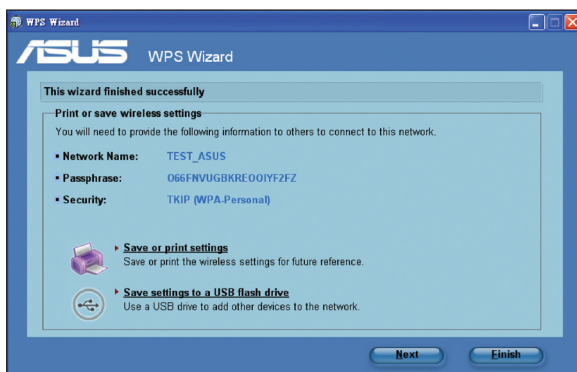 WPS Wizard
ASUS WPS Wizard
This wizard finished successfully
Print or save wireless settings
You will need to provide the following information to others to connect to this network.
▪ Network Name: TEST_ASUS
▪ Passphrase: O66FNVUGBKREOOIYF2FZ
▪ Security: TKIP (WPA-Personal)
Save or print settings
Save or print the wireless settings for future reference.
Save settings to a USB flash drive
Use a USB drive to add other devices to the network.
Next Finish